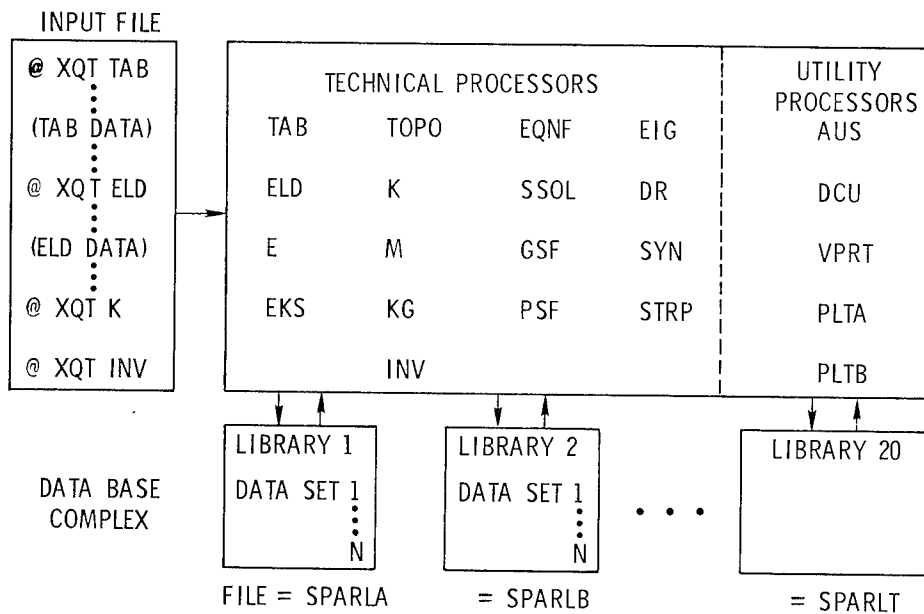 INPUT FILE
@ XQT TAB
(TAB DATA)
@ XQT ELD
(ELD DATA)
@ XQT K
@ XQT INV
TECHNICAL PROCESSORS
TAB TOPO EQNF EIG
ELD K SSOL DR
E M GSF SYN
EKS KG PSF STRP
INV
UTILITY
PROCESSORS
AUS
DCU
VPRT
PLTA
PLTB
DATA BASE
COMPLEX
LIBRARY 1
DATA SET 1
N
FILE = SPARLA
LIBRARY 2
DATA SET 1
N
= SPARLB
LIBRARY 20
= SPARLT